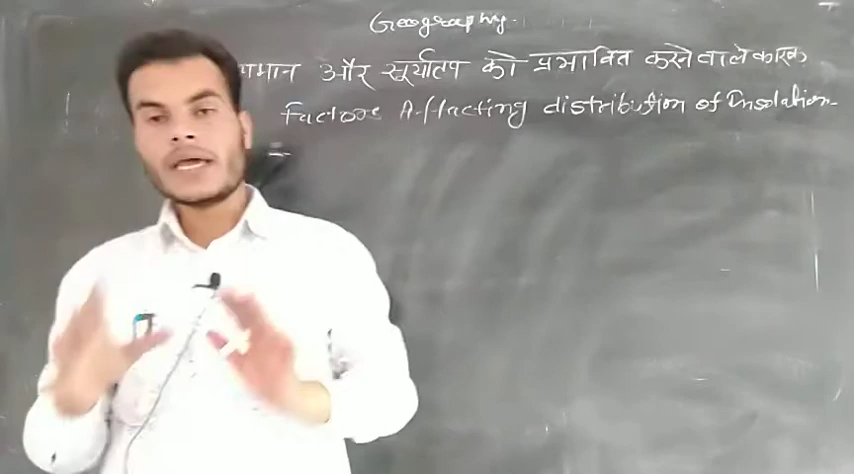 Geography.
और सूर्यातप को प्रभावित करने वाले कारक
Factors Affecting distribution of Insolation-